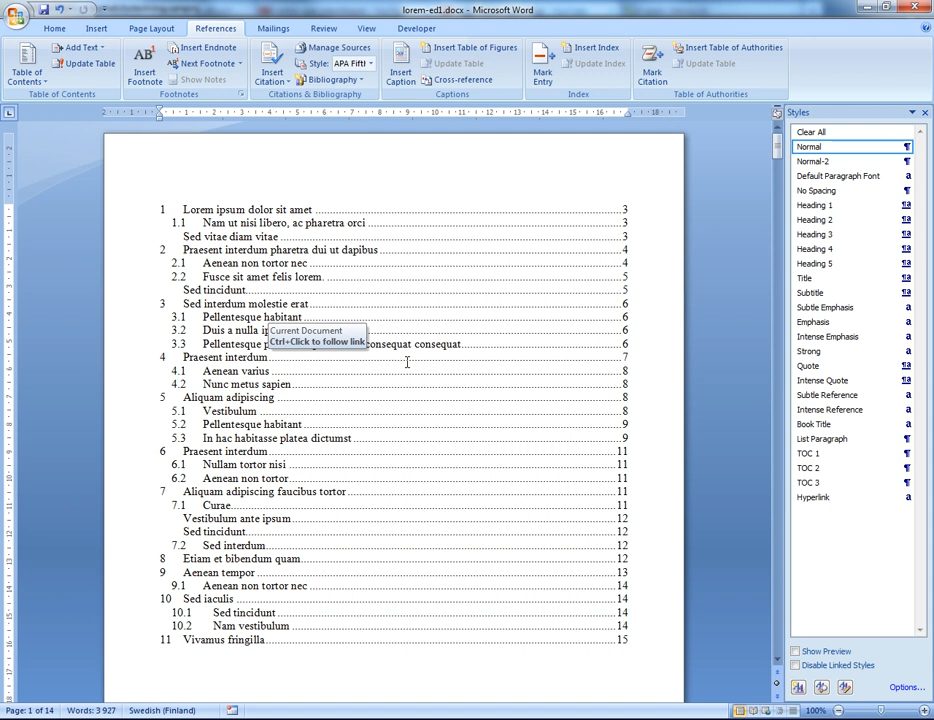 lorem-ed1.docx - Microsoft Word
Home Insert Page Layout References Mailings Review View Developer
Table of Contents
Add Text
Update Table
Table of Contents
AB1 Insert Footnote
Insert Endnote
Next Footnote
Show Notes
Footnotes
Insert Citation
Manage Sources
Style: APA Fifth
Bibliography
Citations & Bibliography
Insert Caption
Insert Table of Figures
Update Table
Cross-reference
Captions
Mark Entry
Insert Index
Update Index
Index
Mark Citation
Insert Table of Authorities
Update Table
Table of Authorities
1 Lorem ipsum dolor sit amet 3
1.1 Nam ut nisi libero, ac pharetra orci 3
Sed vitae diam vitae 3
2 Praesent interdum pharetra dui ut dapibus 4
2.1 Aenean non tortor nec 4
2.2 Fusce sit amet felis lorem. 5
Sed tincidunt 5
3 Sed interdum molestie erat 6
3.1 Pellentesque habitant 6
3.2 Duis a nulla 6
Current Document
Ctrl+Click to follow link
3.3 Pellentesque consequat consequat 6
4 Praesent interdum 7
4.1 Aenean varius 8
4.2 Nunc metus sapien 8
5 Aliquam adipiscing 8
5.1 Vestibulum 8
5.2 Pellentesque habitant 9
5.3 In hac habitasse platea dictumst 9
6 Praesent interdum 11
6.1 Nullam tortor nisi 11
6.2 Aenean non tortor 11
7 Aliquam adipiscing faucibus tortor 11
7.1 Curae 11
Vestibulum ante ipsum 12
Sed tincidunt 12
7.2 Sed interdum 12
8 Etiam et bibendum quam 12
9 Aenean tempor 13
9.1 Aenean non tortor nec 14
10 Sed iaculis 14
10.1 Sed tincidunt 14
10.2 Nam vestibulum 14
11 Vivamus fringilla 15
Styles
Clear All
Normal
Normal-2
Default Paragraph Font
No Spacing
Heading 1
Heading 2
Heading 3
Heading 4
Heading 5
Title
Subtitle
Subtle Emphasis
Emphasis
Intense Emphasis
Strong
Quote
Intense Quote
Subtle Reference
Intense Reference
Book Title
List Paragraph
TOC 1
TOC 2
TOC 3
Hyperlink
Show Preview
Disable Linked Styles
Options...
Page: 1 of 14 Words: 3 927 Swedish (Finland) 100%